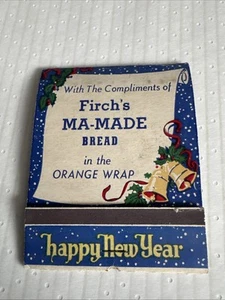 With The Compliments of
Firch's
MA-MADE
BREAD
in the
ORANGE WRAP
happy New Year